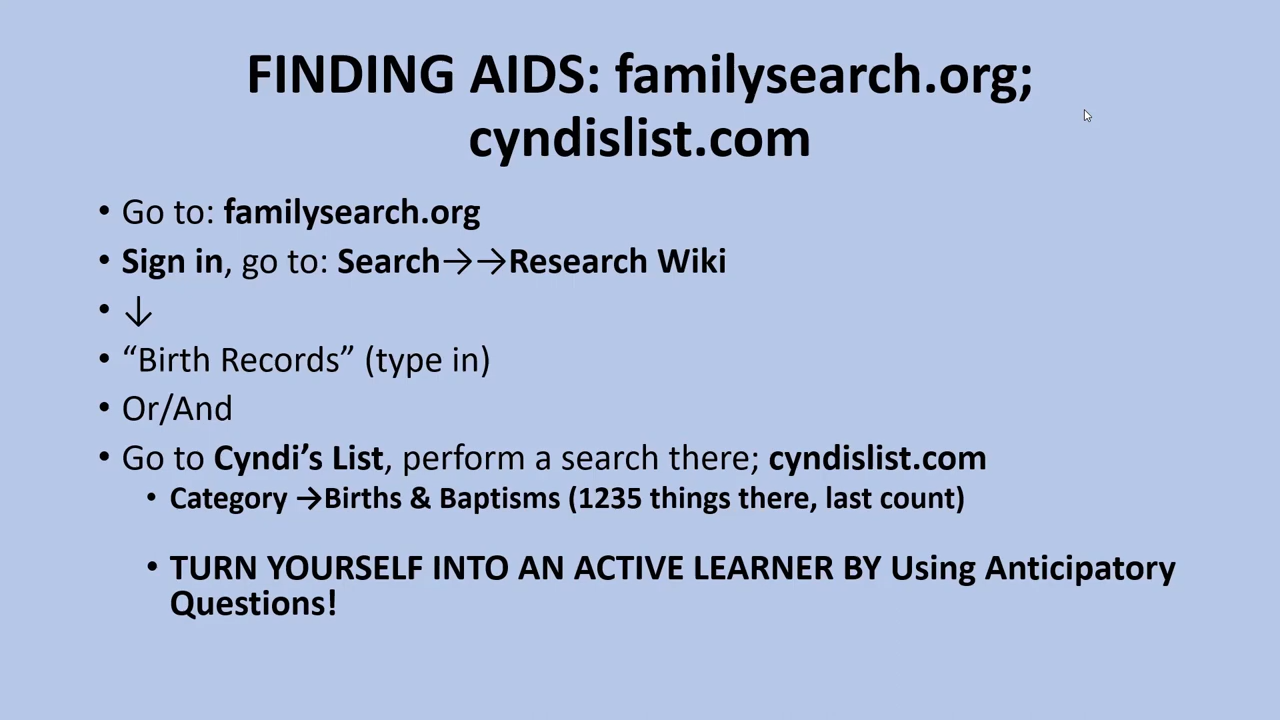 FINDING AIDS: familysearch.org;
cyndislist.com
• Go to: familysearch.org
• Sign in, go to: Search→→Research Wiki
• ↓
• “Birth Records” (type in)
• Or/And
• Go to Cyndi’s List, perform a search there; cyndislist.com
• Category →Births & Baptisms (1235 things there, last count)
• TURN YOURSELF INTO AN ACTIVE LEARNER BY Using Anticipatory
Questions!